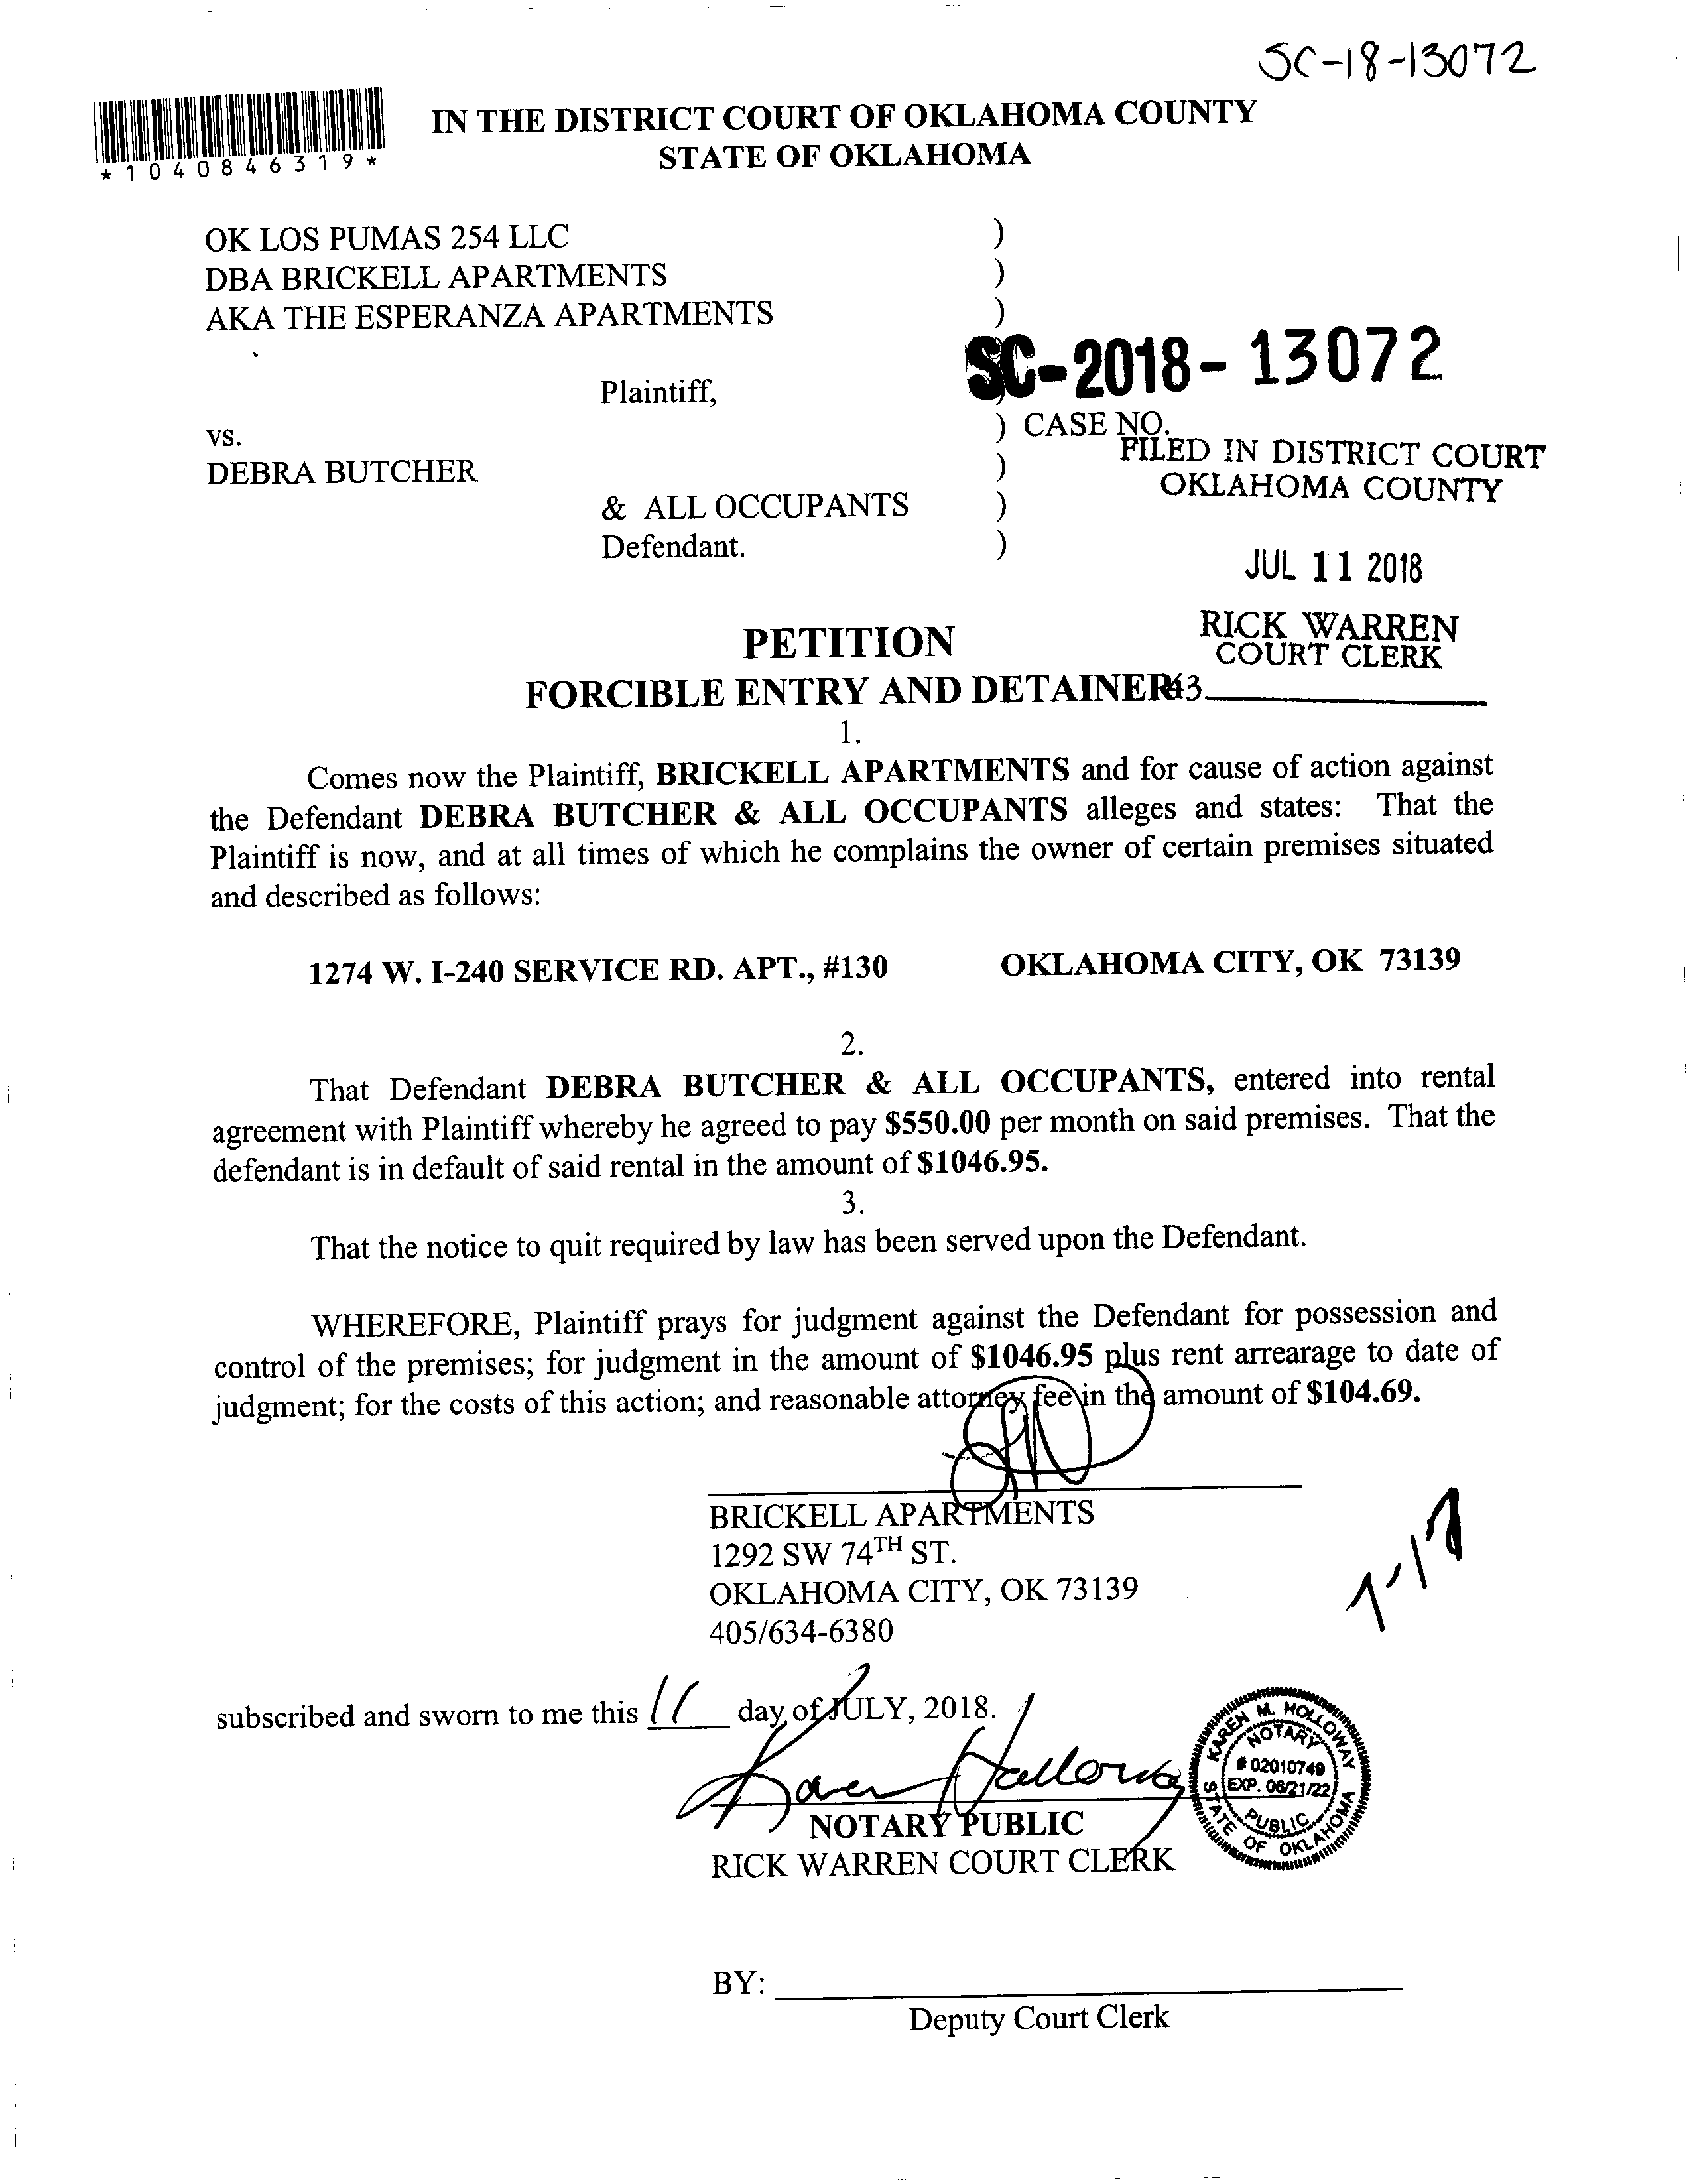 SC-18-13072
*1040846319*
IN THE DISTRICT COURT OF OKLAHOMA COUNTY
STATE OF OKLAHOMA
OK LOS PUMAS 254 LLC )
DBA BRICKELL APARTMENTS )
AKA THE ESPERANZA APARTMENTS )
SC-2018-13072
Plaintiff,
) CASE NO.
vs.
FILED IN DISTRICT COURT
DEBRA BUTCHER )
OKLAHOMA COUNTY
& ALL OCCUPANTS )
Defendant. )
JUL 11 2018
RICK WARREN
COURT CLERK
PETITION
FORCIBLE ENTRY AND DETAINER
43
1.
Comes now the Plaintiff, BRICKELL APARTMENTS and for cause of action against
the Defendant DEBRA BUTCHER & ALL OCCUPANTS alleges and states: That the
Plaintiff is now, and at all times of which he complains the owner of certain premises situated
and described as follows:
1274 W. I-240 SERVICE RD. APT., #130 OKLAHOMA CITY, OK 73139
2.
That Defendant DEBRA BUTCHER & ALL OCCUPANTS, entered into rental
agreement with Plaintiff whereby he agreed to pay $550.00 per month on said premises. That the
defendant is in default of said rental in the amount of $1046.95.
3.
That the notice to quit required by law has been served upon the Defendant.
WHEREFORE, Plaintiff prays for judgment against the Defendant for possession and
control of the premises; for judgment in the amount of $1046.95 plus rent arrearage to date of
judgment; for the costs of this action; and reasonable attorney fee in the amount of $104.69.
BRICKELL APARTMENTS
1292 SW 74TH ST.
OKLAHOMA CITY, OK 73139
405/634-6380
subscribed and sworn to me this 11 day of JULY, 2018.
Karen Holloway
NOTARY PUBLIC
RICK WARREN COURT CLERK
KAREN M. HOLLOWAY
NOTARY
# 02010749
EXP. 06/21/22
PUBLIC
STATE OF OKLAHOMA
BY:
Deputy Court Clerk